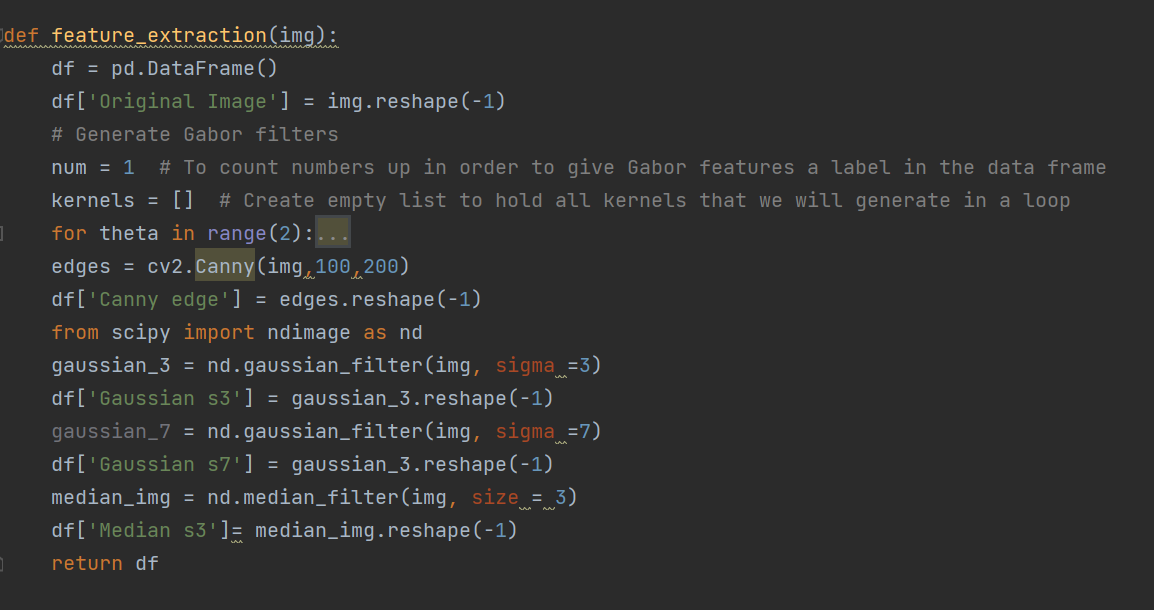 def feature_extraction(img):
    df = pd.DataFrame()
    df['Original Image'] = img.reshape(-1)
    # Generate Gabor filters
    num = 1  # To count numbers up in order to give Gabor features a label in the data frame
    kernels = []  # Create empty list to hold all kernels that we will generate in a loop
    for theta in range(2):...
    edges = cv2.Canny(img,100,200)
    df['Canny edge'] = edges.reshape(-1)
    from scipy import ndimage as nd
    gaussian_3 = nd.gaussian_filter(img, sigma =3)
    df['Gaussian s3'] = gaussian_3.reshape(-1)
    gaussian_7 = nd.gaussian_filter(img, sigma =7)
    df['Gaussian s7'] = gaussian_3.reshape(-1)
    median_img = nd.median_filter(img, size = 3)
    df['Median s3']= median_img.reshape(-1)
    return df